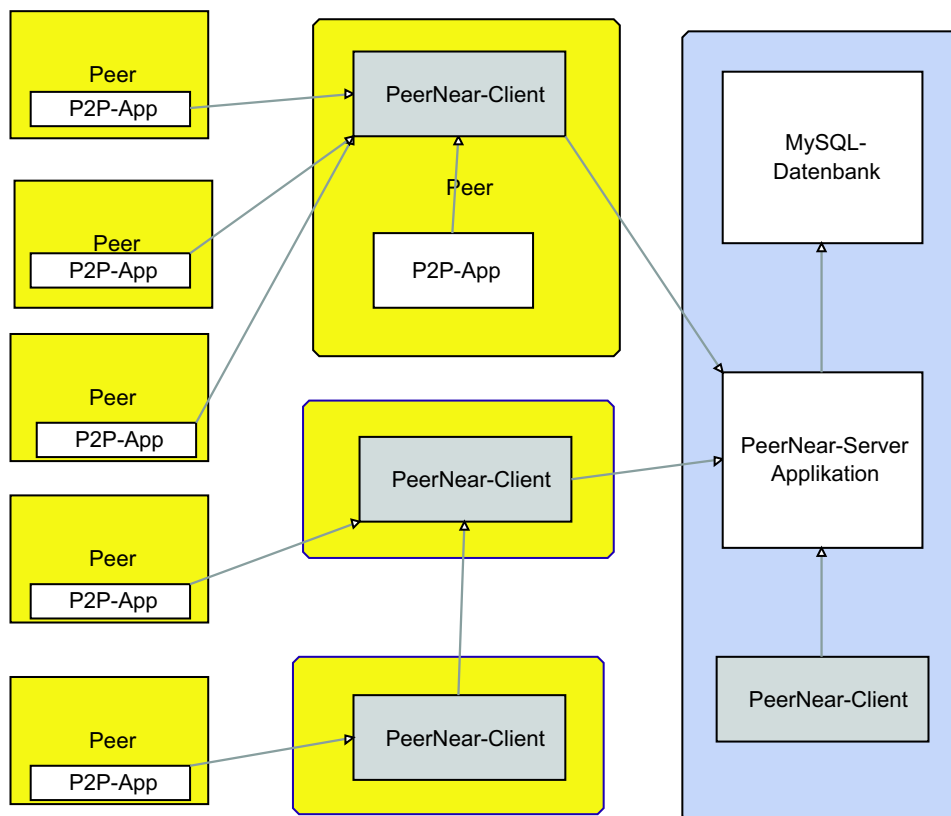 Peer
P2P-App
Peer
P2P-App
Peer
P2P-App
Peer
P2P-App
Peer
P2P-App
PeerNear-Client
Peer
P2P-App
PeerNear-Client
PeerNear-Client
MySQL-
Datenbank
PeerNear-Server
Applikation
PeerNear-Client